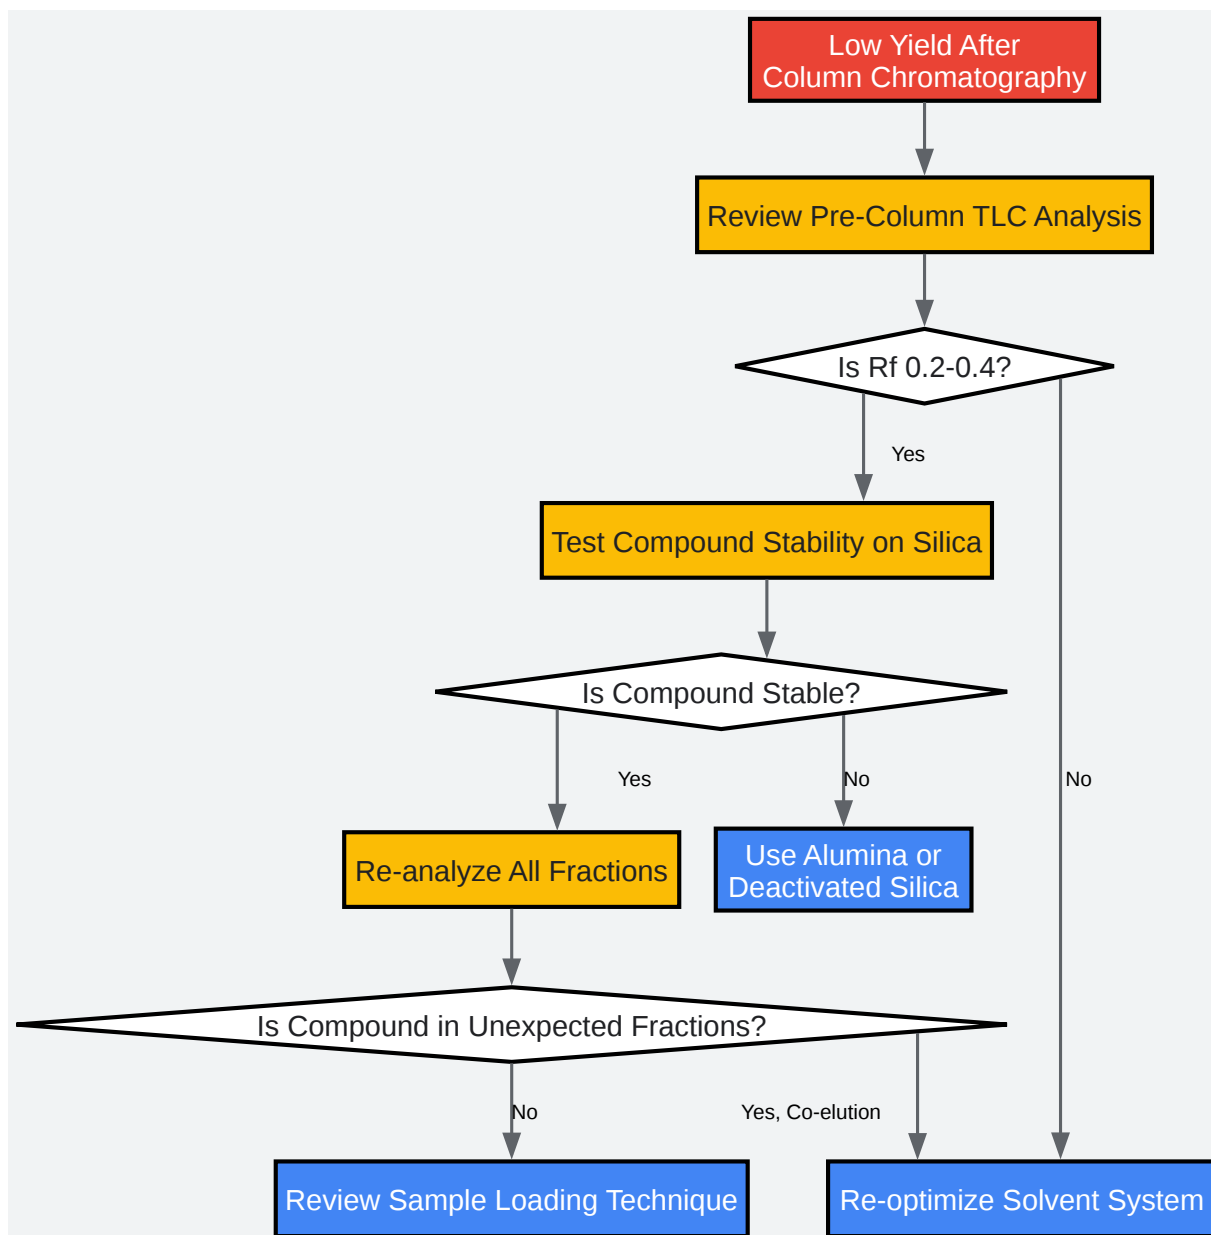 Low Yield After
Column Chromatography
Review Pre-Column TLC Analysis
Is Rf 0.2-0.4?
Yes
Test Compound Stability on Silica
Is Compound Stable?
Yes
No
No
Re-analyze All Fractions
Use Alumina or
Deactivated Silica
Is Compound in Unexpected Fractions?
No
Yes, Co-elution
Review Sample Loading Technique
Re-optimize Solvent System